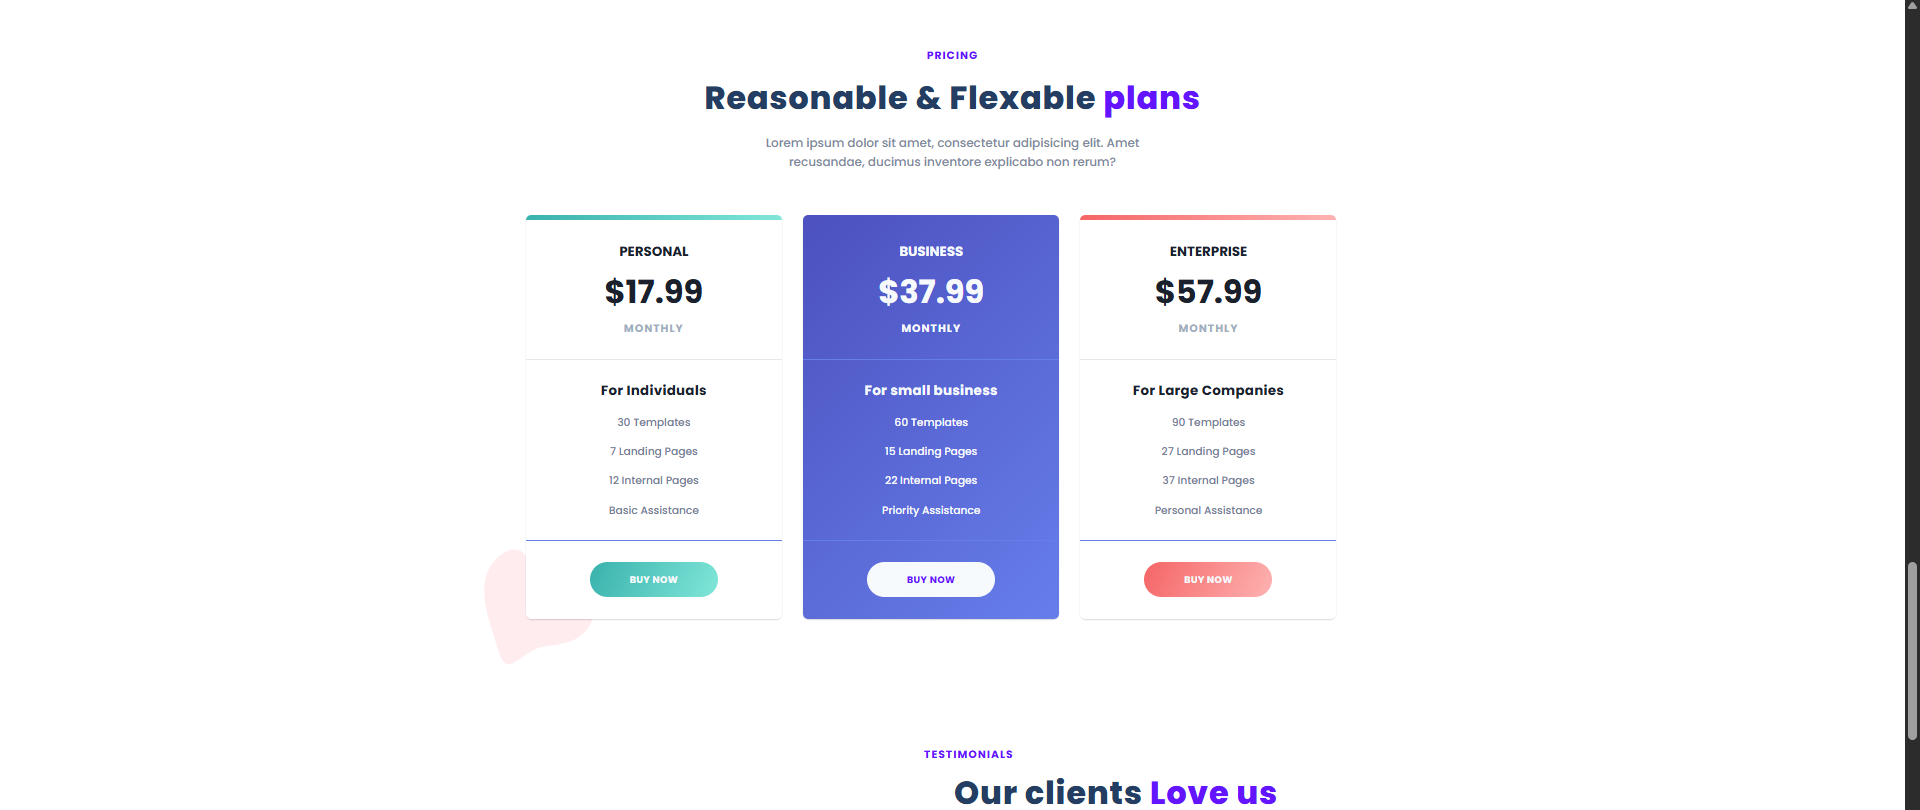 PRICING
Reasonable & Flexable plans
Lorem ipsum dolor sit amet, consectetur adipisicing elit. Amet
recusandae, ducimus inventore explicabo non rerum?
PERSONAL
$17.99
MONTHLY
For Individuals
30 Templates
7 Landing Pages
12 Internal Pages
Basic Assistance
BUY NOW
BUSINESS
$37.99
MONTHLY
For small business
60 Templates
15 Landing Pages
22 Internal Pages
Priority Assistance
BUY NOW
ENTERPRISE
$57.99
MONTHLY
For Large Companies
90 Templates
27 Landing Pages
37 Internal Pages
Personal Assistance
BUY NOW
TESTIMONIALS
Our clients Love us